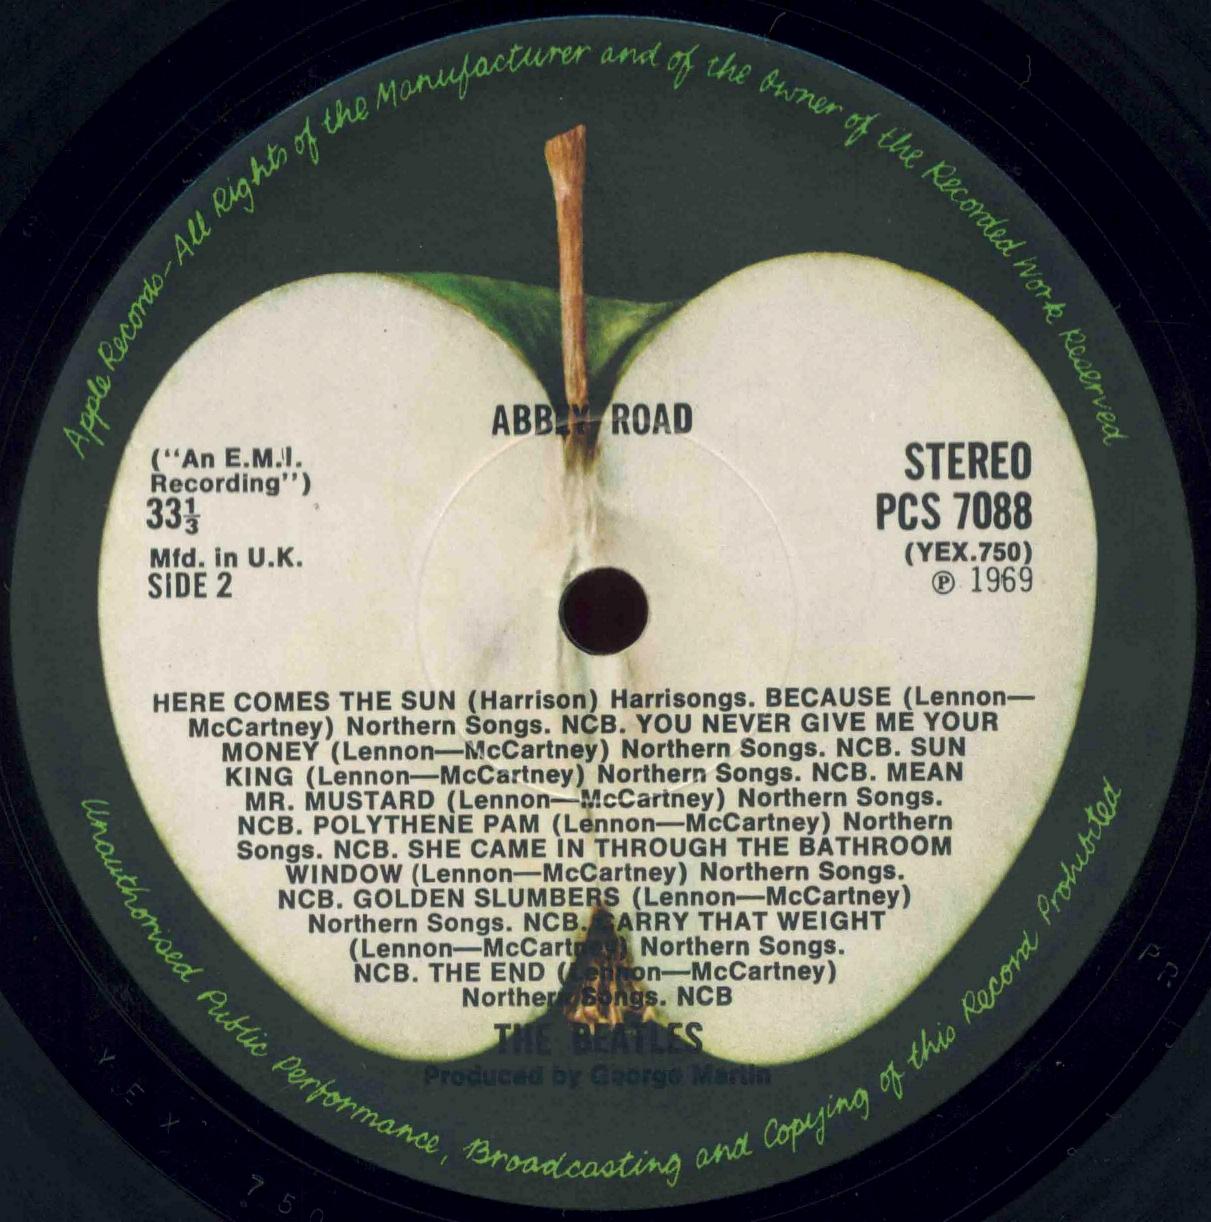 Apple Records—All Rights of the Manufacturer and of the Owner of the Recorded Work Reserved
ABBEY ROAD
("An E.M.I.
Recording")
33⅓
Mfd. in U.K.
SIDE 2
STEREO
PCS 7088
(YEX.750)
℗ 1969
HERE COMES THE SUN (Harrison) Harrisongs. BECAUSE (Lennon—
McCartney) Northern Songs. NCB. YOU NEVER GIVE ME YOUR
MONEY (Lennon—McCartney) Northern Songs. NCB. SUN
KING (Lennon—McCartney) Northern Songs. NCB. MEAN
MR. MUSTARD (Lennon—McCartney) Northern Songs.
NCB. POLYTHENE PAM (Lennon—McCartney) Northern
Songs. NCB. SHE CAME IN THROUGH THE BATHROOM
WINDOW (Lennon—McCartney) Northern Songs.
NCB. GOLDEN SLUMBERS (Lennon—McCartney)
Northern Songs. NCB. CARRY THAT WEIGHT
(Lennon—McCartney) Northern Songs.
NCB. THE END (Lennon—McCartney)
Northern Songs. NCB
THE BEATLES
Produced by George Martin
Unauthorised Public Performance, Broadcasting and Copying of this Record Prohibited
YEX 750